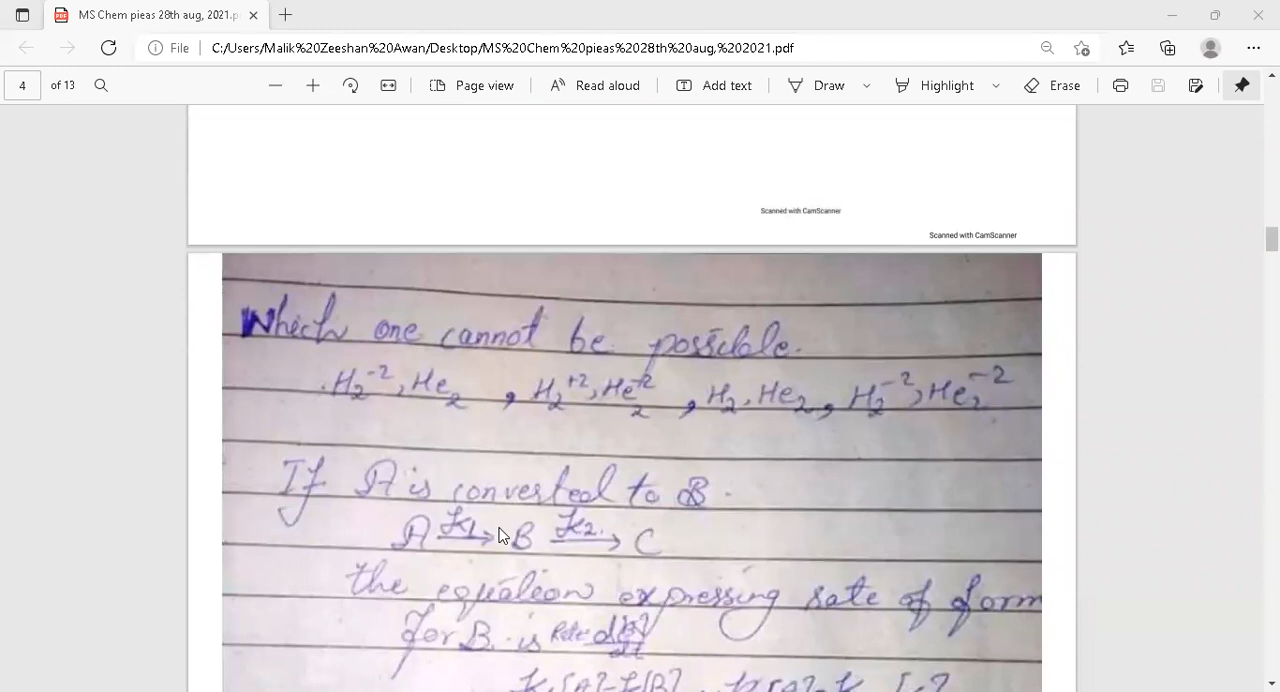 MS Chem pieas 28th aug, 2021.p
File C:/Users/Malik%20Zeeshan%20Awan/Desktop/MS%20Chem%20pieas%2028th%20aug,%202021.pdf
4 of 13 Page view Read aloud Add text Draw Highlight Erase
Scanned with CamScanner
Scanned with CamScanner
Which one cannot be possible.
H₂⁻², He₂ , H₂⁺², He₂⁺² , H₂, He₂, H₂⁻², He₂⁻²
If A is converted to B.
A K1→ B K2→ C
the equation expressing rate of form
for B is Rate d[B]/dt